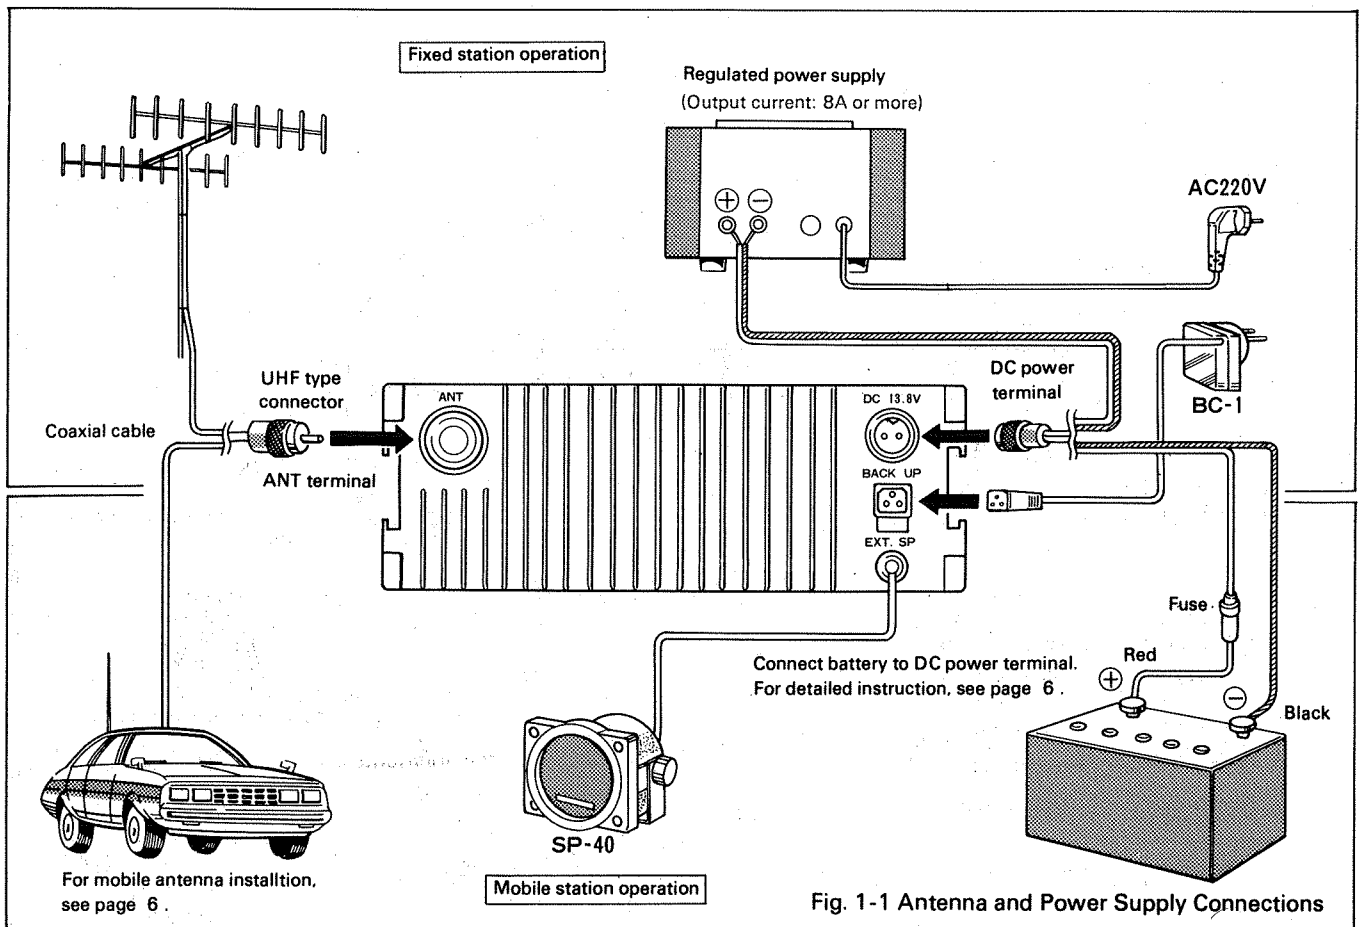 Fixed station operation
Regulated power supply
(Output current: 8A or more)
⊕ ⊖
AC220V
UHF type
connector
Coaxial cable
ANT terminal
ANT
DC 13.8V
DC power
terminal
BC-1
BACK UP
EXT. SP
Fuse
Connect battery to DC power terminal.
For detailed instruction, see page 6 .
Red
⊕
⊖
Black
SP-40
For mobile antenna installtion,
see page 6 .
Mobile station operation
Fig. 1-1 Antenna and Power Supply Connections